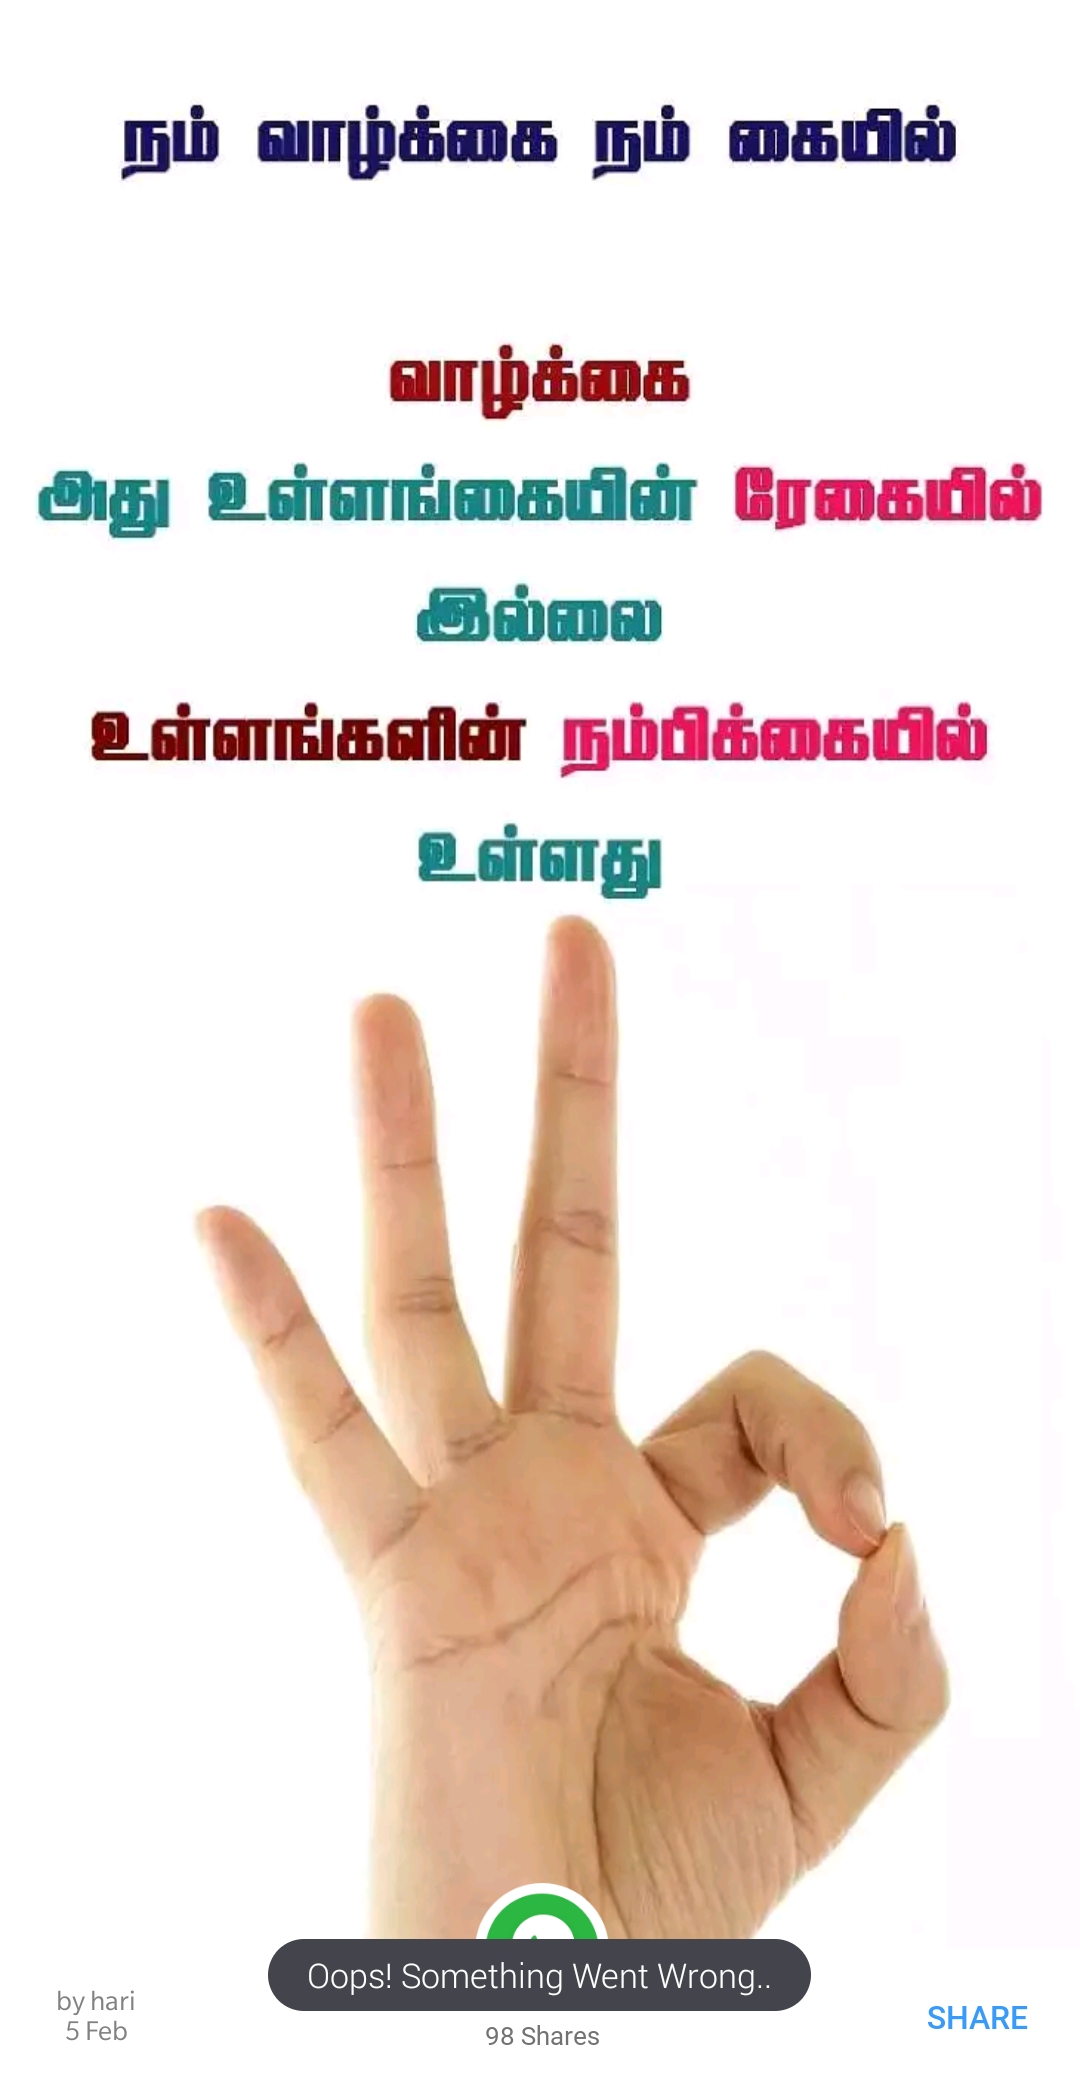 நம் வாழ்க்கை நம் கையில்
வாழ்க்கை
அது உள்ளங்கையின் ரேகையில்
இல்லை
உள்ளங்களின் நம்பிக்கையில்
உள்ளது
Oops! Something Went Wrong..
by hari
5 Feb
98 Shares
SHARE